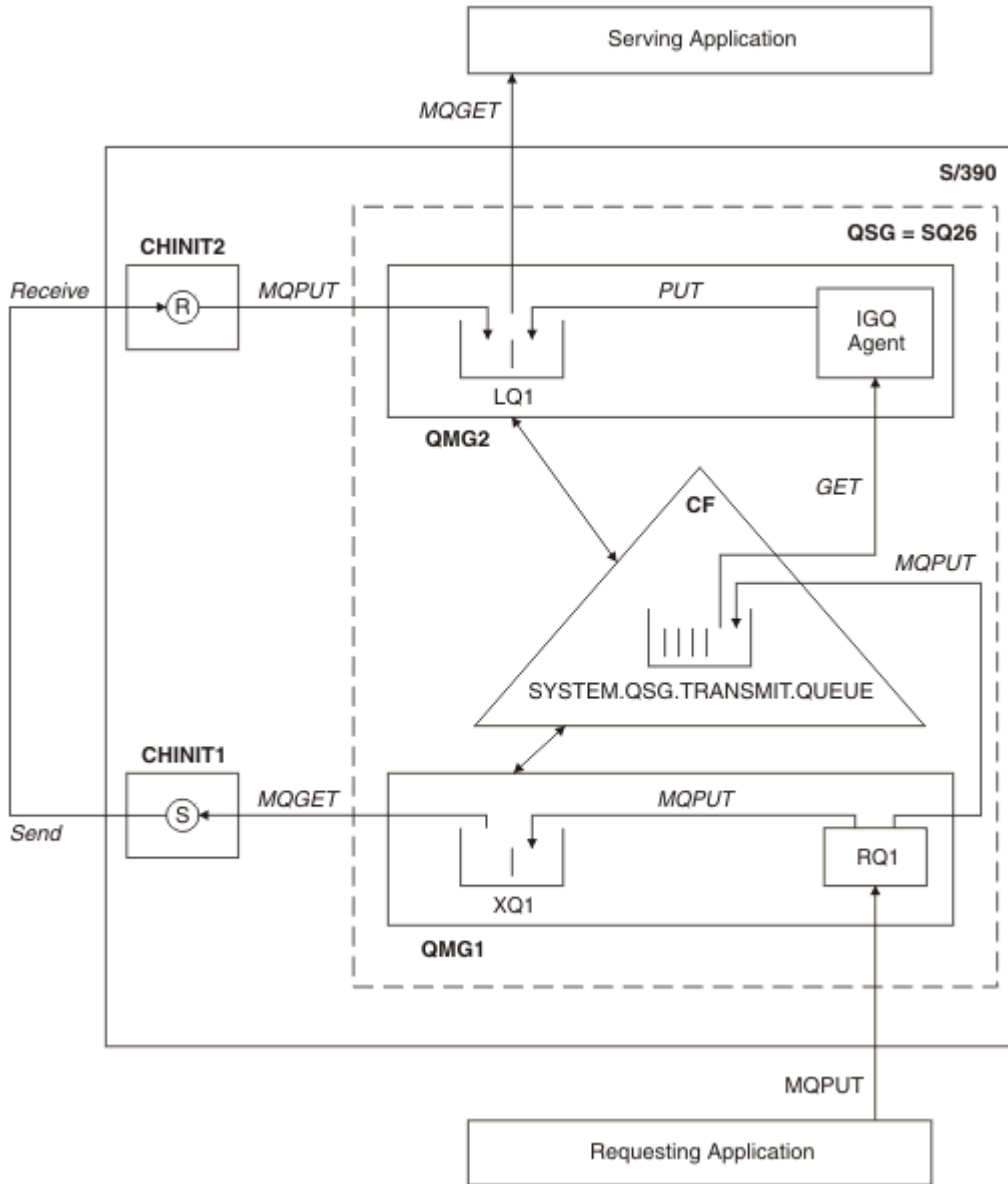 Serving Application
MQGET
S/390
QSG = SQ26
CHINIT2
Receive
R
MQPUT
PUT
IGQ
Agent
LQ1
QMG2
GET
CF
MQPUT
SYSTEM.QSG.TRANSMIT.QUEUE
CHINIT1
Send
S
MQGET
MQPUT
RQ1
XQ1
QMG1
MQPUT
Requesting Application